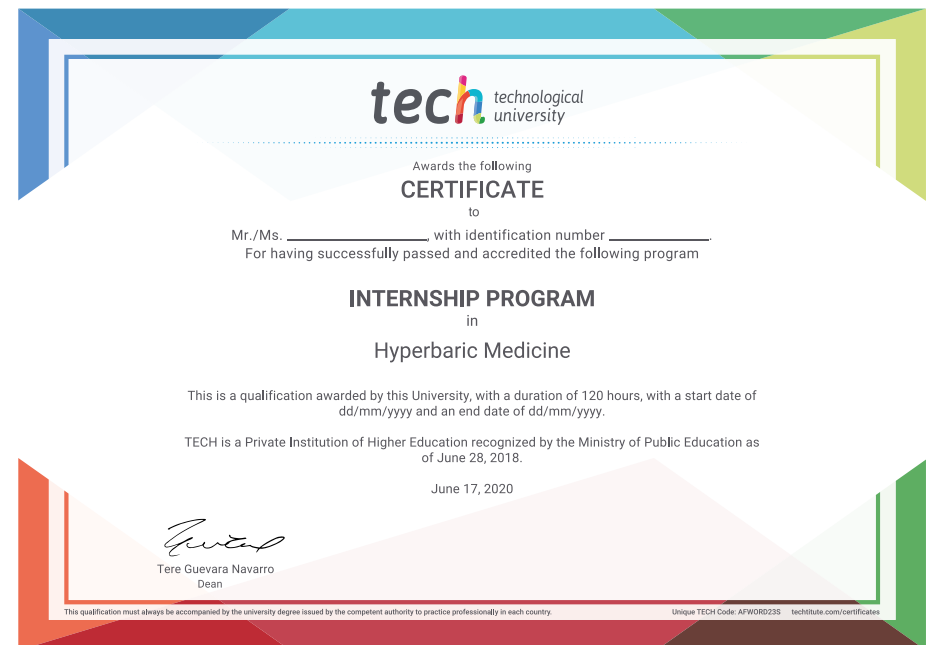 tech technological
university
Awards the following
CERTIFICATE
to
Mr./Ms. ____________________, with identification number ______________.
For having successfully passed and accredited the following program
INTERNSHIP PROGRAM
in
Hyperbaric Medicine
This is a qualification awarded by this University, with a duration of 120 hours, with a start date of
dd/mm/yyyy and an end date of dd/mm/yyyy.
TECH is a Private Institution of Higher Education recognized by the Ministry of Public Education as
of June 28, 2018.
June 17, 2020
Tere Guevara Navarro
Dean
This qualification must always be accompanied by the university degree issued by the competent authority to practice professionally in each country.
Unique TECH Code: AFWORD23S techtitute.com/certificates